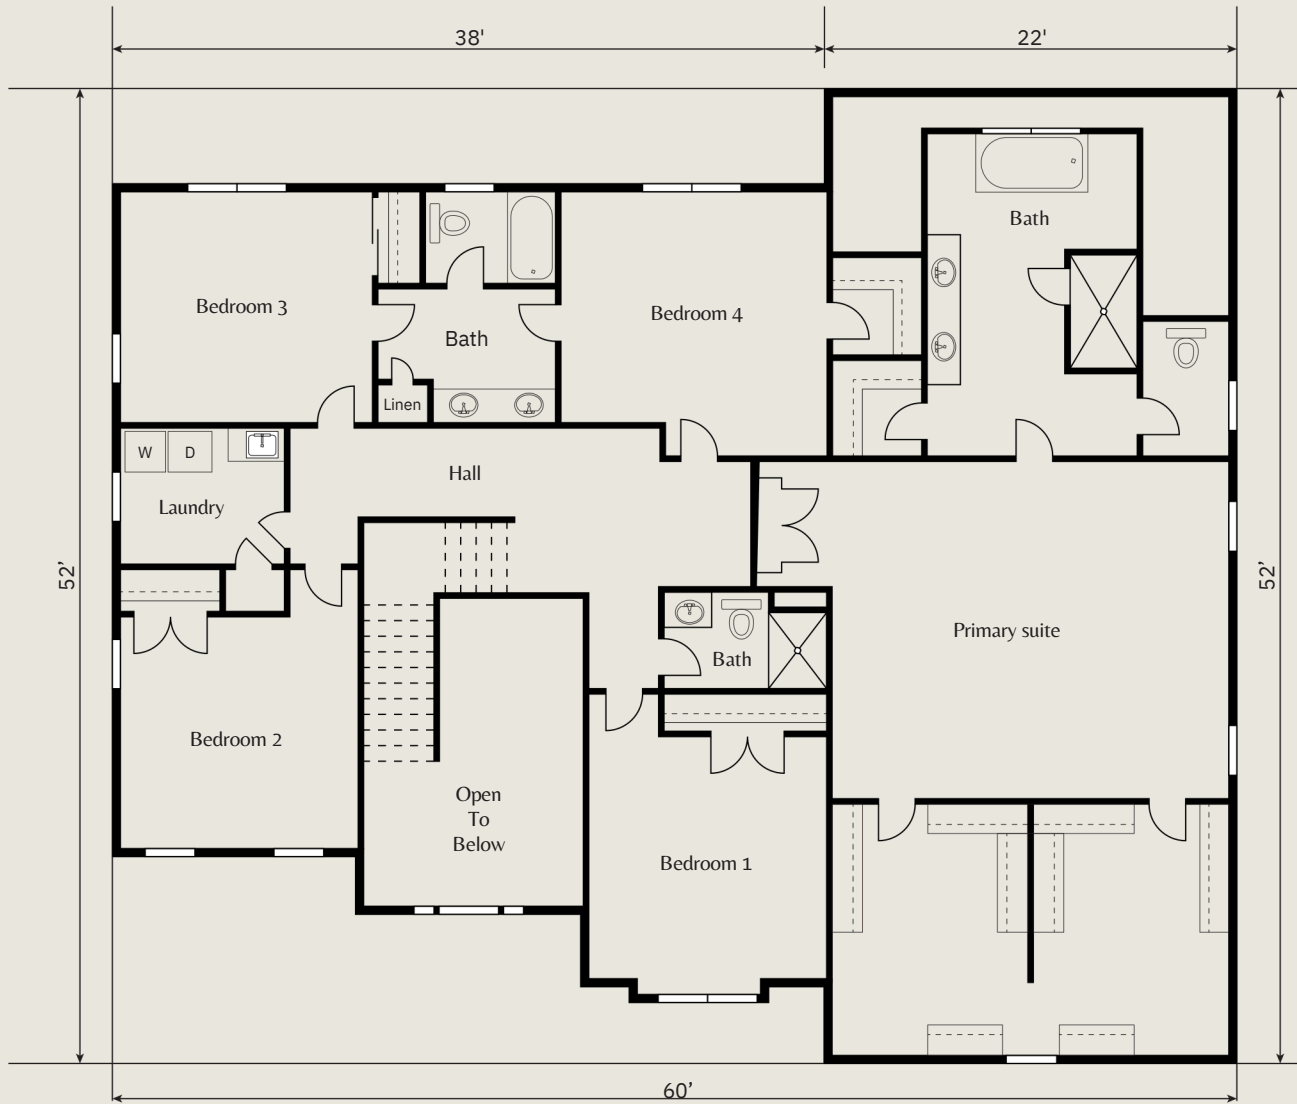 38'
22'
Bath
Bedroom 3
Bedroom 4
Bath
Linen
W
D
Hall
Laundry
52’
52’
Primary suite
Bath
Bedroom 2
Open
To
Below
Bedroom 1
60’